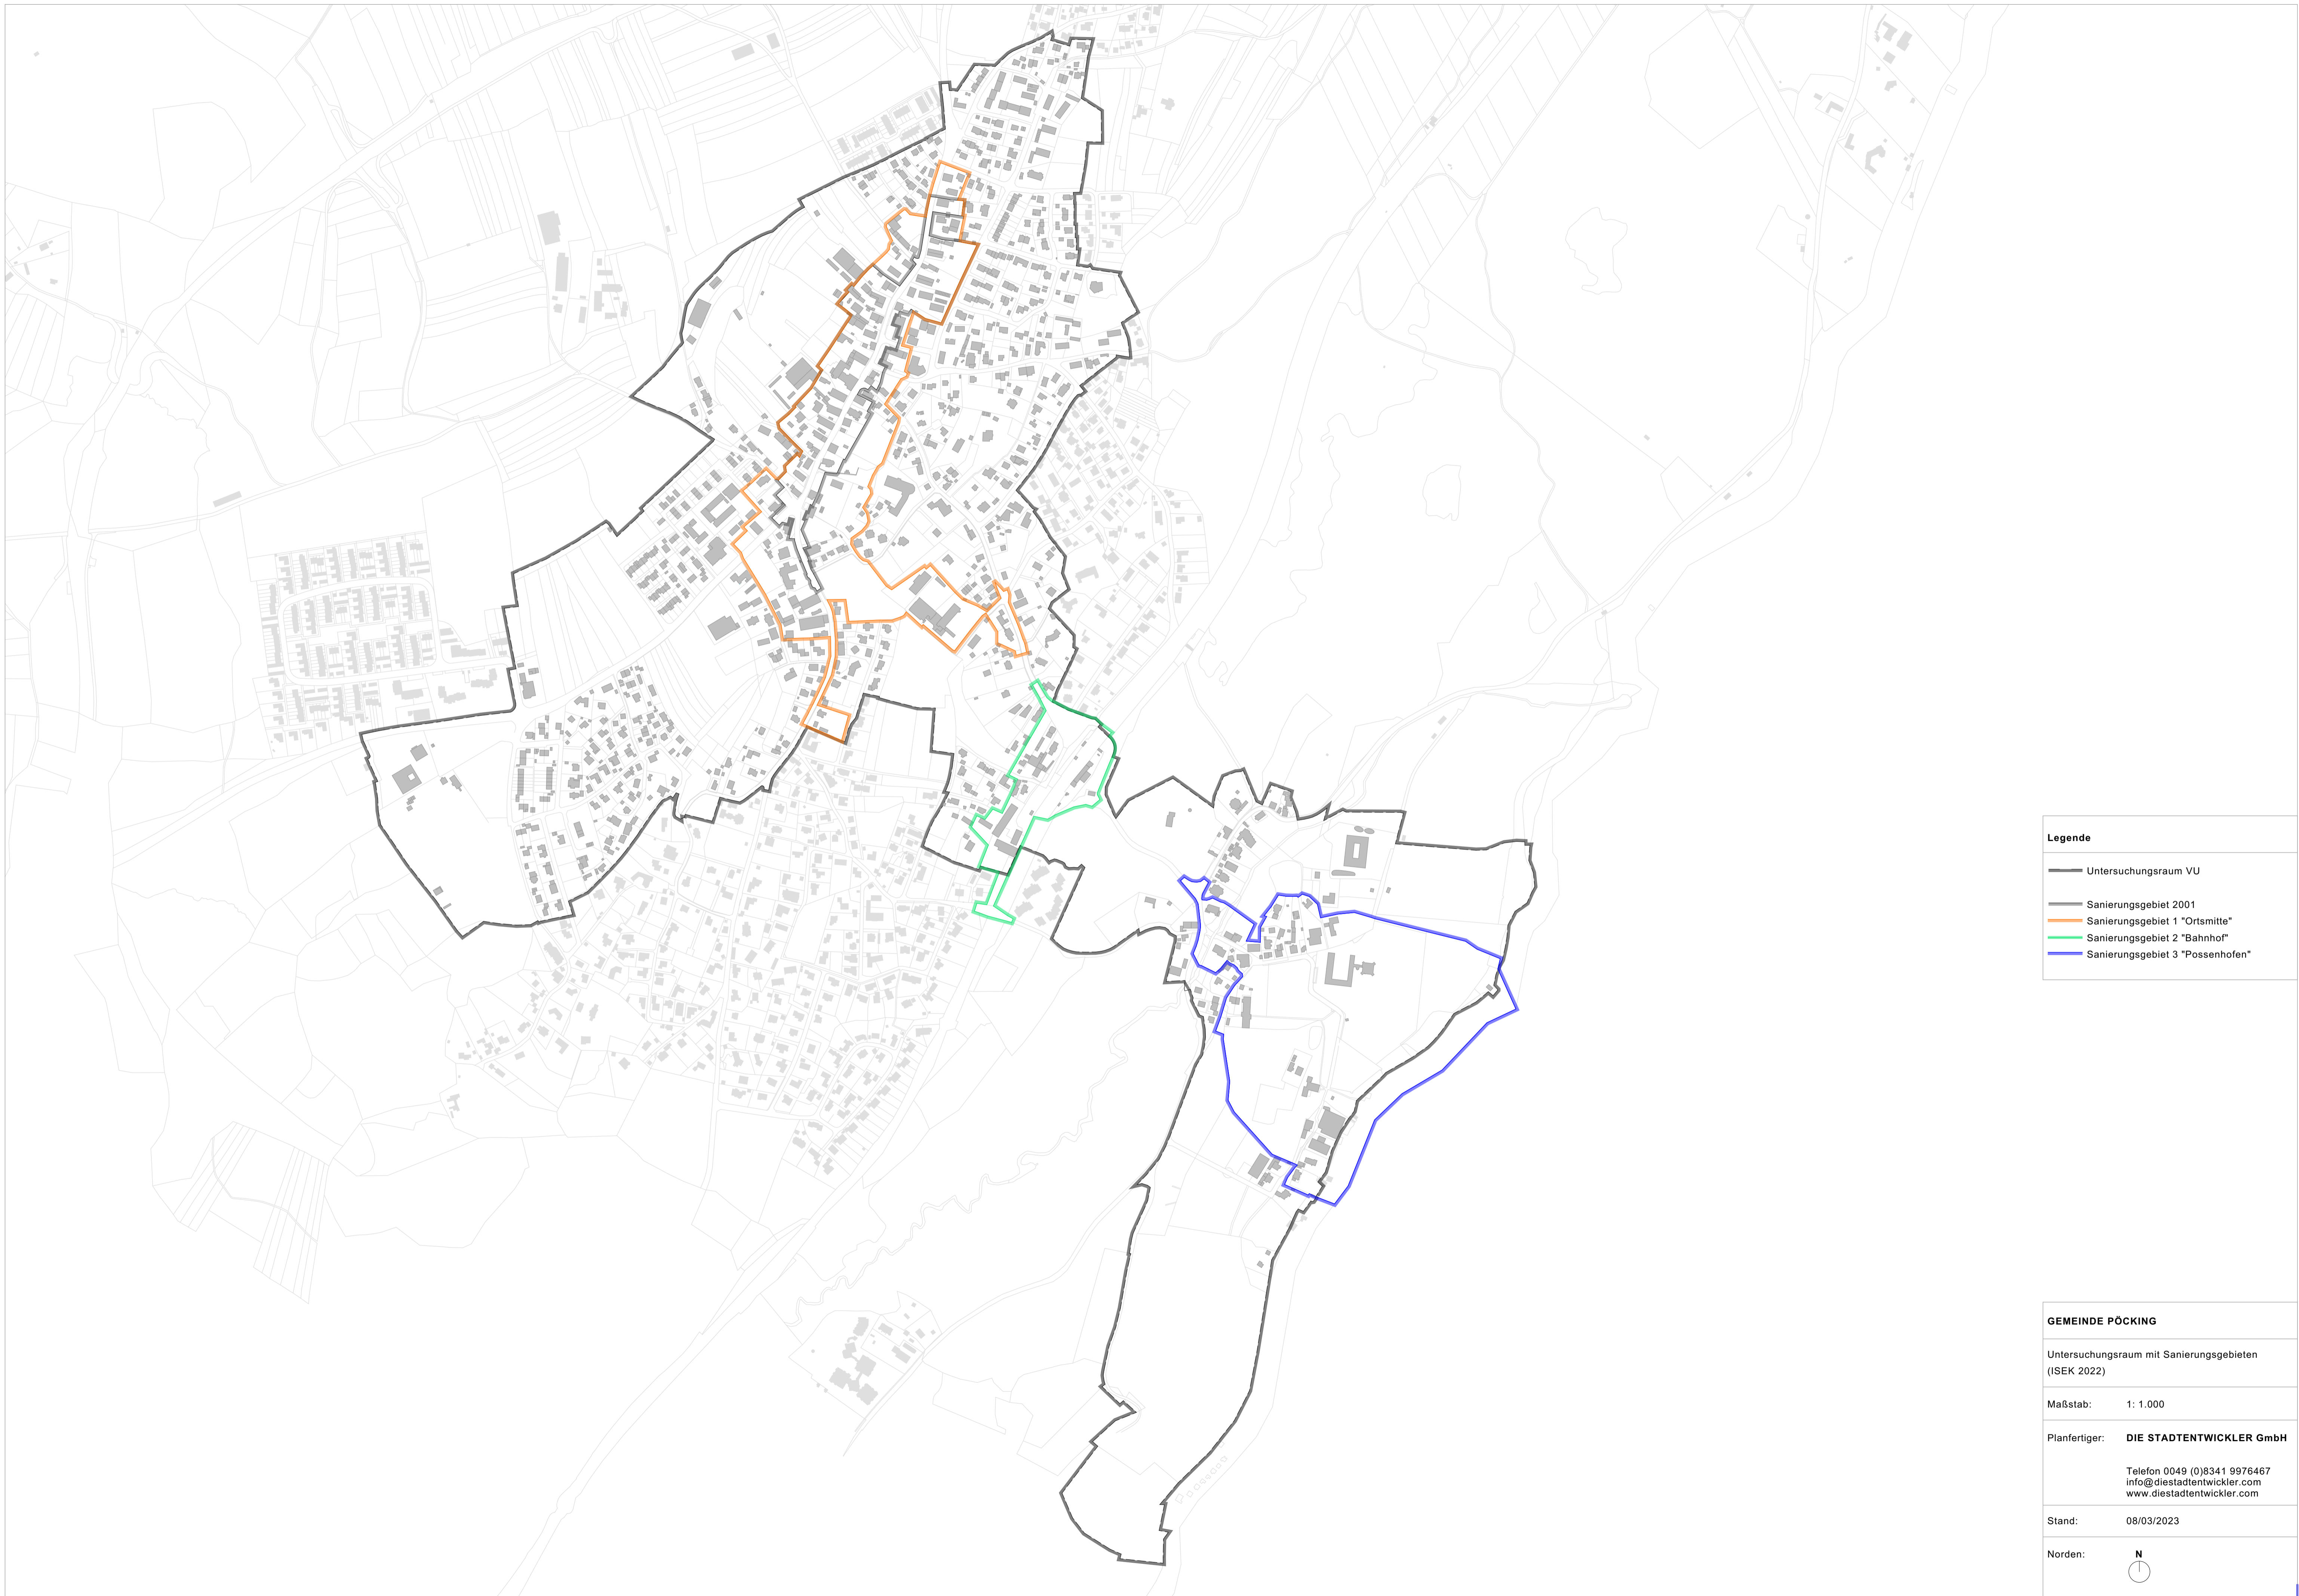 Legende
Untersuchungsraum VU
Sanierungsgebiet 2001
Sanierungsgebiet 1 "Ortsmitte"
Sanierungsgebiet 2 "Bahnhof"
Sanierungsgebiet 3 "Possenhofen"
GEMEINDE PÖCKING
Untersuchungsraum mit Sanierungsgebieten
(ISEK 2022)
Maßstab: 1: 1.000
Planfertiger: DIE STADTENTWICKLER GmbH
Telefon 0049 (0)8341 9976467
info@diestadtentwickler.com
www.diestadtentwickler.com
Stand: 08/03/2023
Norden: N